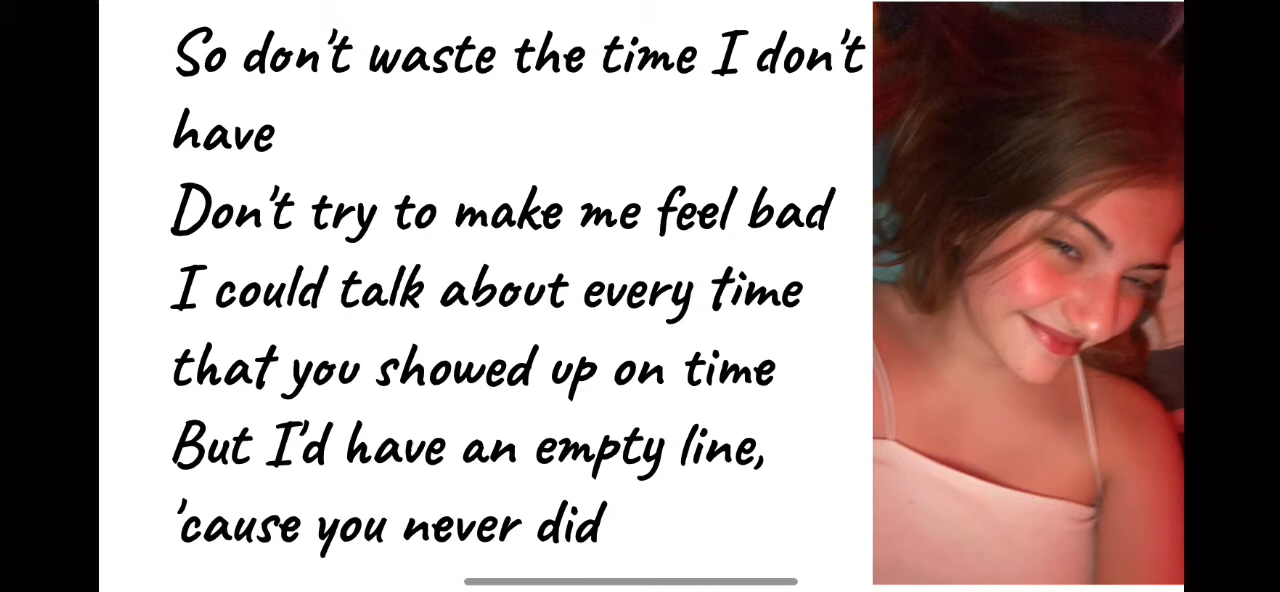 So don't waste the time I don't
have
Don't try to make me feel bad
I could talk about every time
that you showed up on time
But I'd have an empty line,
'cause you never did